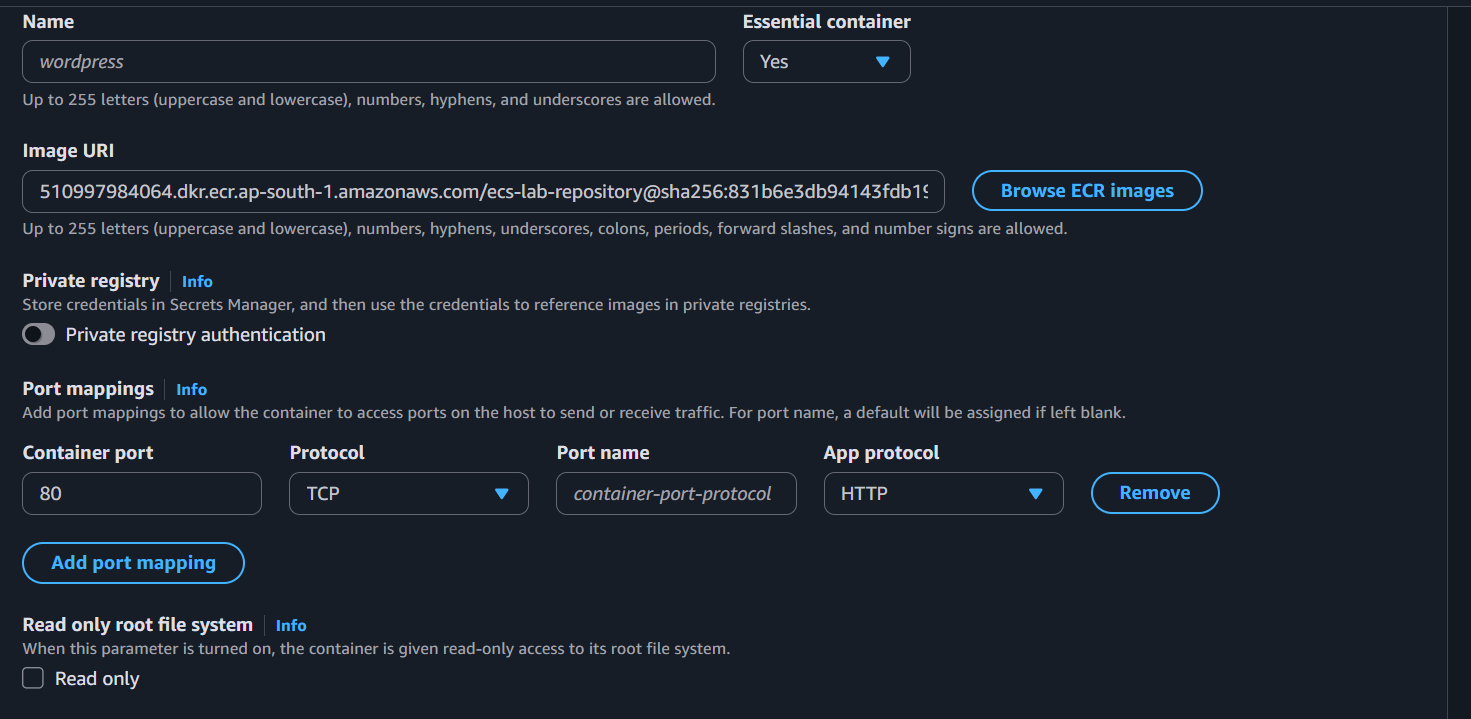 Name
Essential container
wordpress
Yes
Up to 255 letters (uppercase and lowercase), numbers, hyphens, and underscores are allowed.
Image URI
510997984064.dkr.ecr.ap-south-1.amazonaws.com/ecs-lab-repository@sha256:831b6e3db94143fdb19
Browse ECR images
Up to 255 letters (uppercase and lowercase), numbers, hyphens, underscores, colons, periods, forward slashes, and number signs are allowed.
Private registry Info
Store credentials in Secrets Manager, and then use the credentials to reference images in private registries.
Private registry authentication
Port mappings Info
Add port mappings to allow the container to access ports on the host to send or receive traffic. For port name, a default will be assigned if left blank.
Container port Protocol Port name App protocol
80 TCP container-port-protocol HTTP Remove
Add port mapping
Read only root file system Info
When this parameter is turned on, the container is given read-only access to its root file system.
Read only